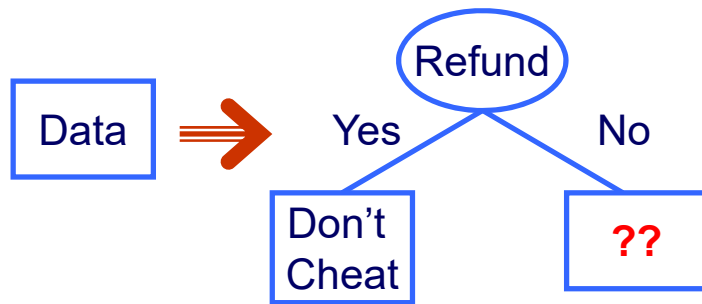 Refund
Data
Yes
No
Don’t
Cheat
??